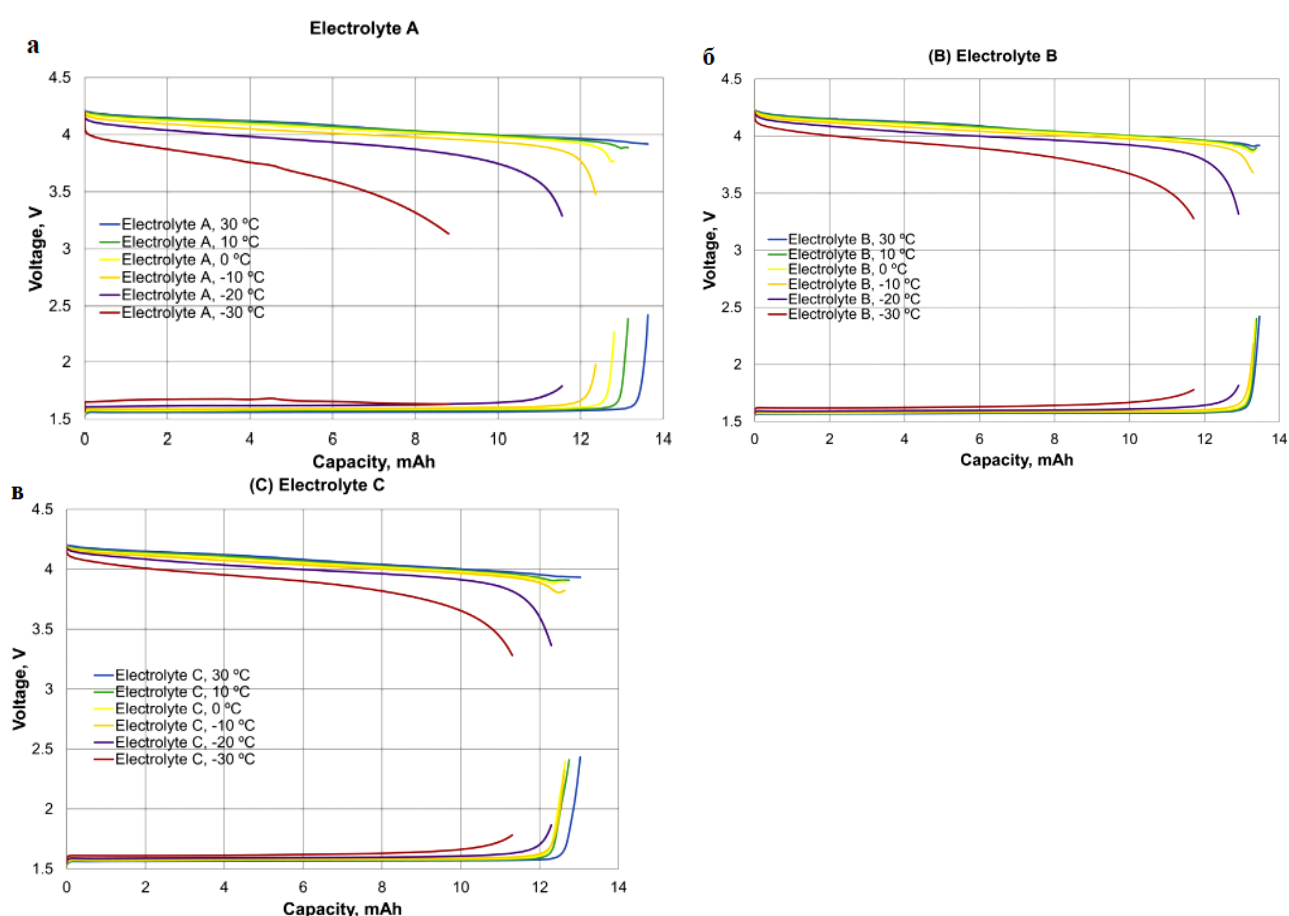 а
Electrolyte A
4.5
4
3.5
3
2.5
2
1.5
Voltage, V
Electrolyte A, 30 ºC
Electrolyte A, 10 ºC
Electrolyte A, 0 ºC
Electrolyte A, -10 ºC
Electrolyte A, -20 ºC
Electrolyte A, -30 ºC
0 2 4 6 8 10 12 14
Capacity, mAh
б
(B) Electrolyte B
4.5
4
3.5
3
2.5
2
1.5
Voltage, V
Electrolyte B, 30 ºC
Electrolyte B, 10 ºC
Electrolyte B, 0 ºC
Electrolyte B, -10 ºC
Electrolyte B, -20 ºC
Electrolyte B, -30 ºC
0 2 4 6 8 10 12 14
Capacity, mAh
в
(C) Electrolyte C
4.5
4
3.5
3
2.5
2
1.5
Voltage, V
Electrolyte C, 30 ºC
Electrolyte C, 10 ºC
Electrolyte C, 0 ºC
Electrolyte C, -10 ºC
Electrolyte C, -20 ºC
Electrolyte C, -30 ºC
0 2 4 6 8 10 12 14
Capacity, mAh